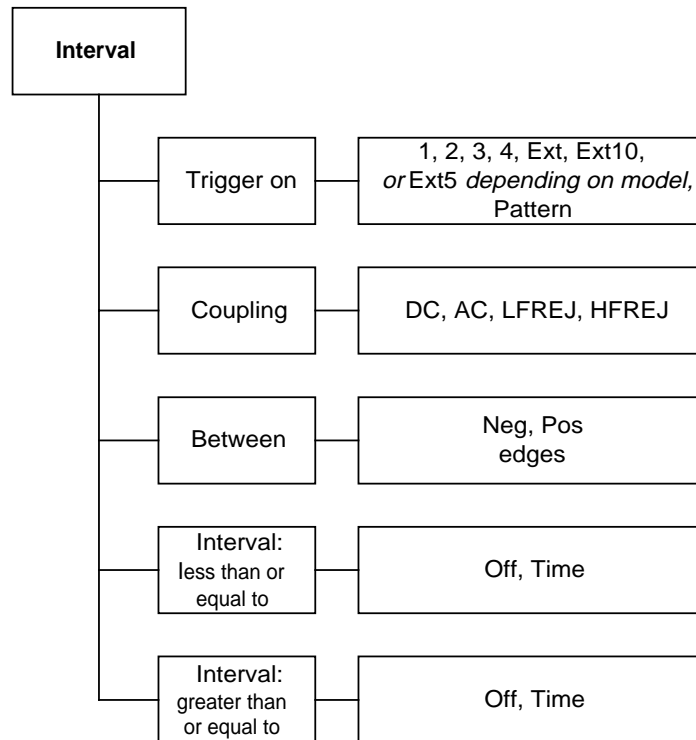 Interval
Trigger on
1, 2, 3, 4, Ext, Ext10,
or Ext5 depending on model,
Pattern
Coupling
DC, AC, LFREJ, HFREJ
Between
Neg, Pos
edges
Interval:
less than or
equal to
Off, Time
Interval:
greater than
or equal to
Off, Time